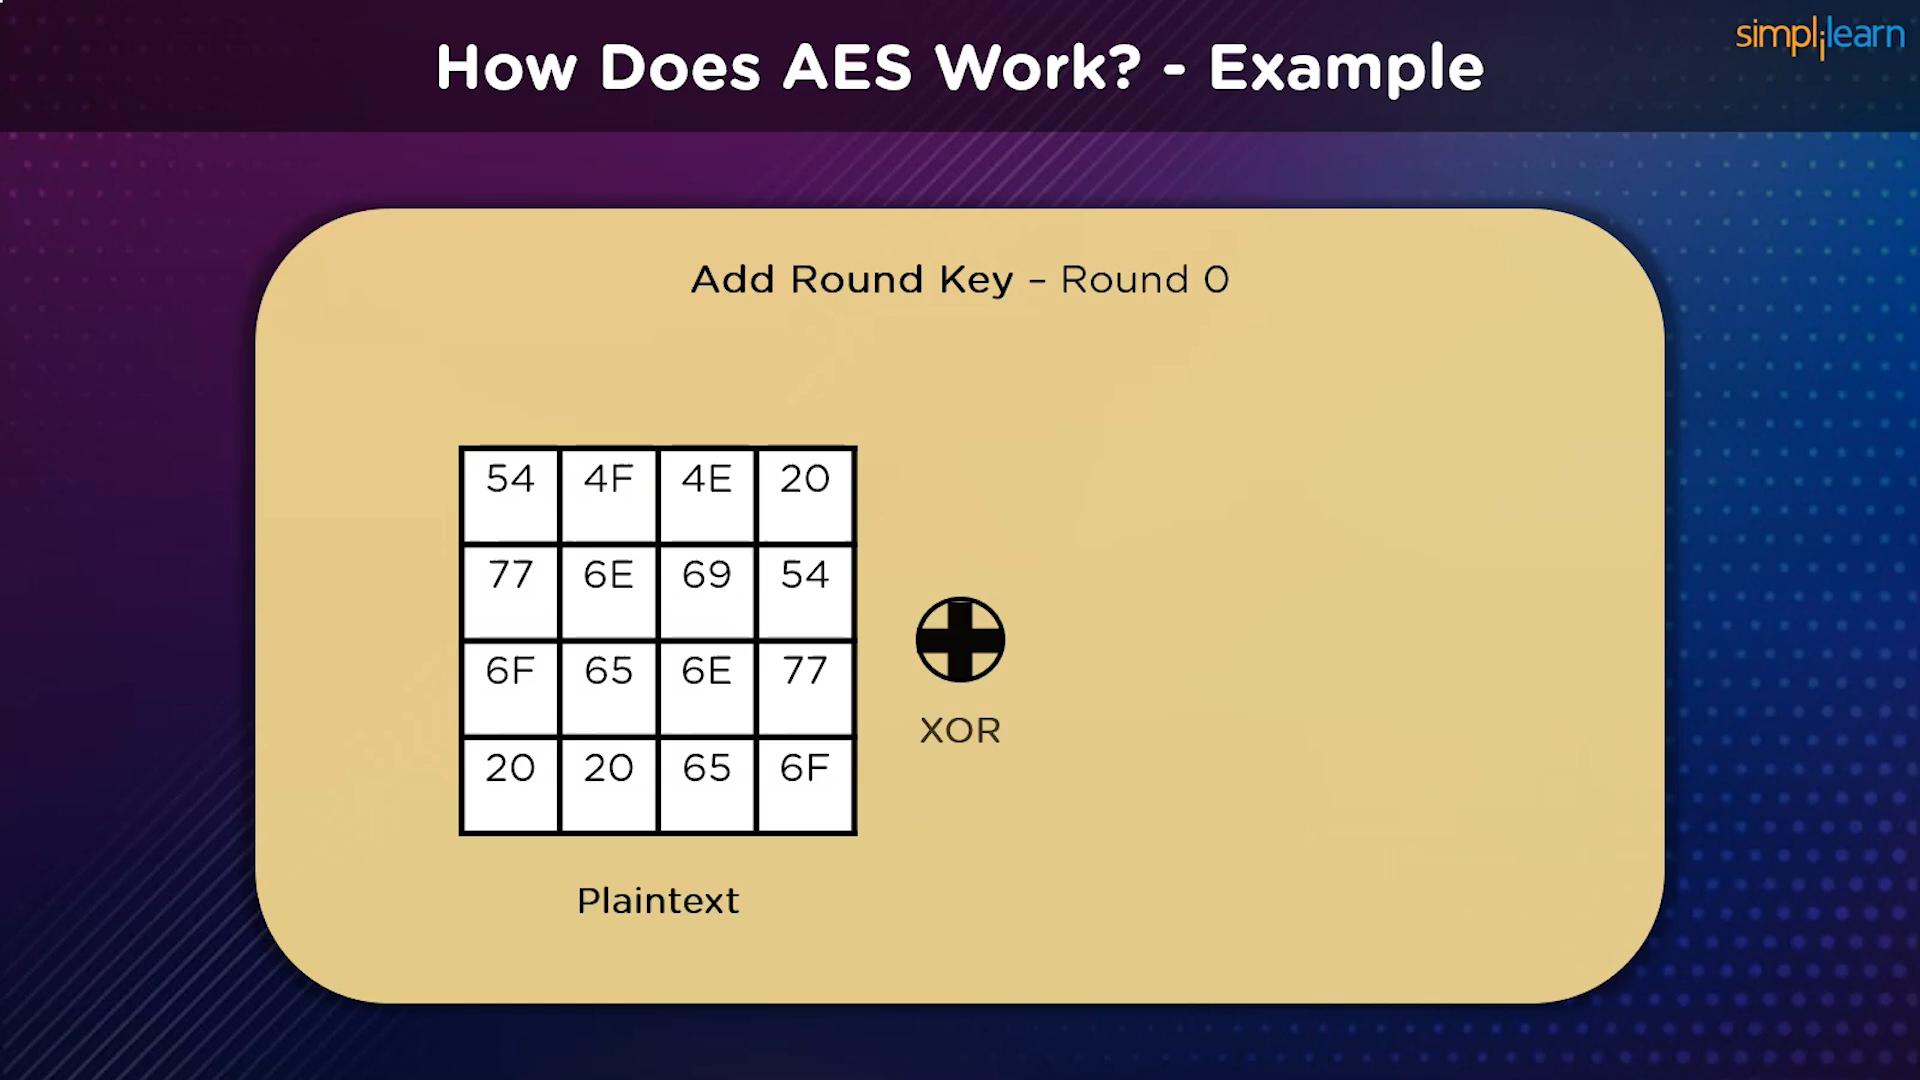 How Does AES Work? - Example
simplilearn
Add Round Key – Round 0
54 4F 4E 20
77 6E 69 54
6F 65 6E 77
20 20 65 6F
XOR
Plaintext